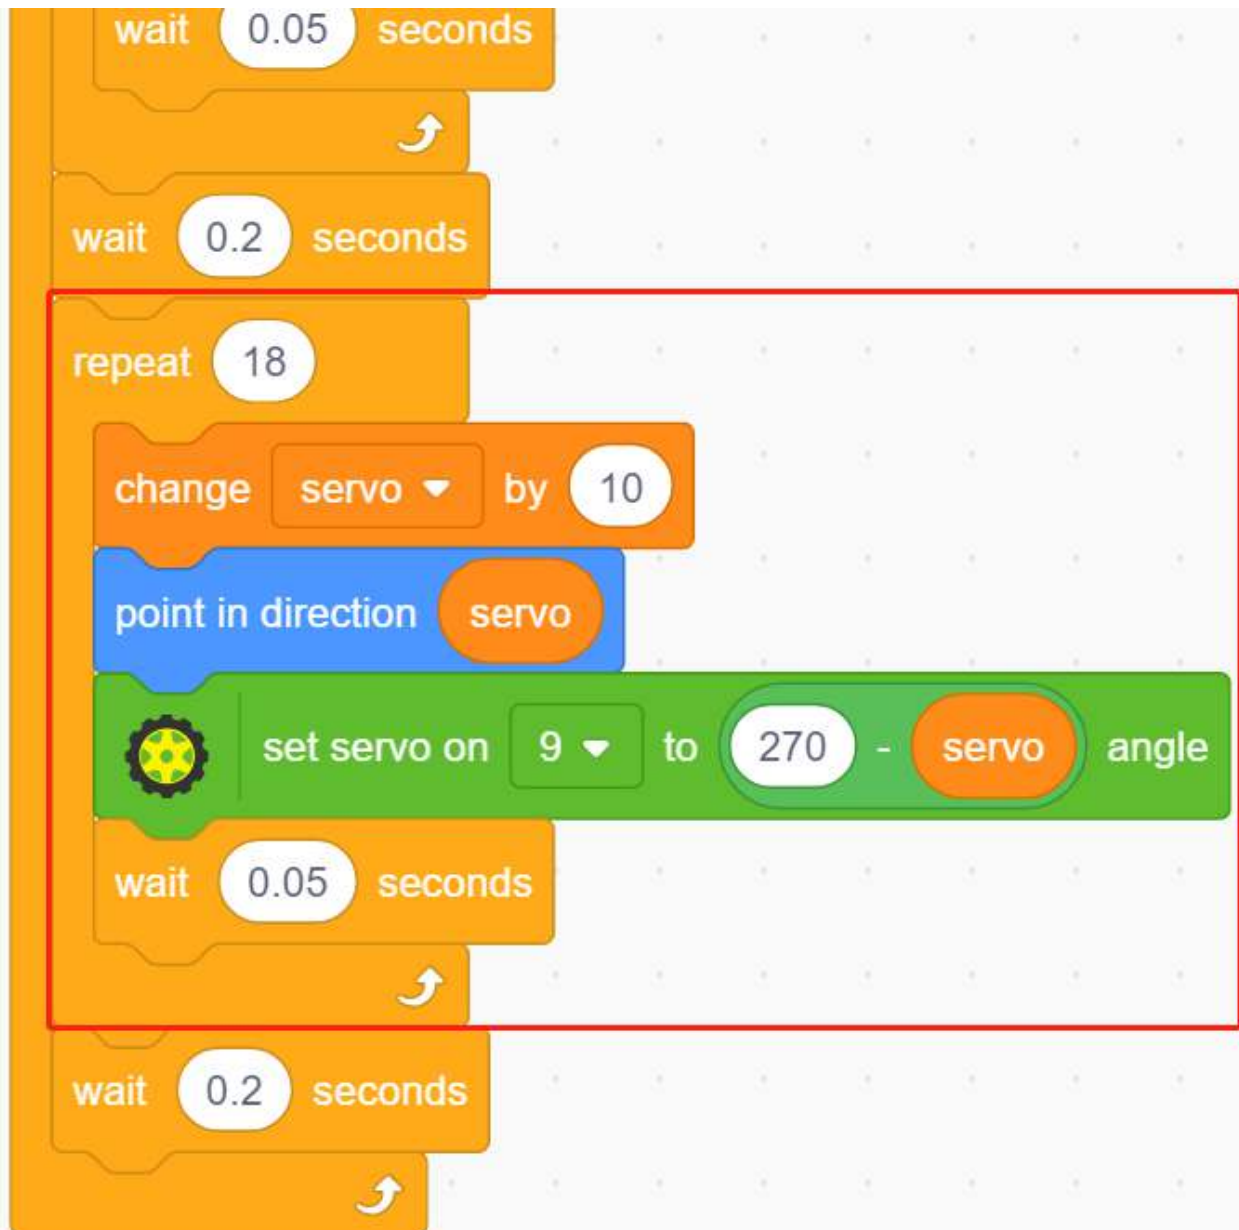 wait 0.05 seconds
wait 0.2 seconds
repeat 18
change servo by 10
point in direction servo
set servo on 9 to 270 - servo angle
wait 0.05 seconds
wait 0.2 seconds